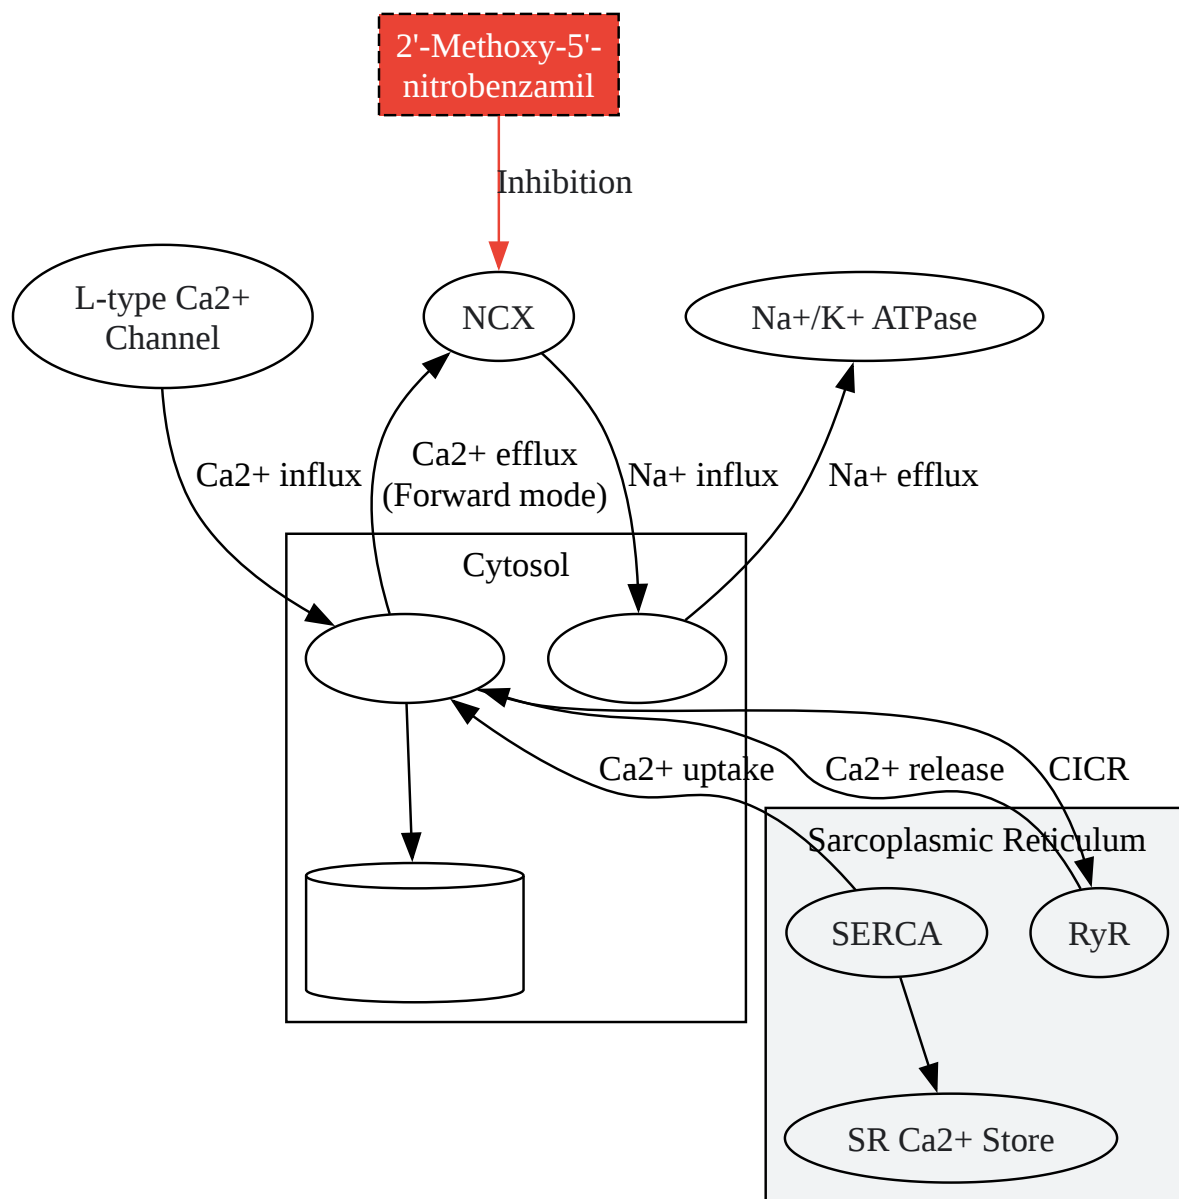 2'-Methoxy-5'-
nitrobenzamil
Inhibition
L-type Ca2+
Channel
NCX
Na+/K+ ATPase
Ca2+ influx
Ca2+ efflux
(Forward mode)
Na+ influx
Na+ efflux
Cytosol
Ca2+ uptake
Ca2+ release
CICR
Sarcoplasmic Reticulum
SERCA
RyR
SR Ca2+ Store